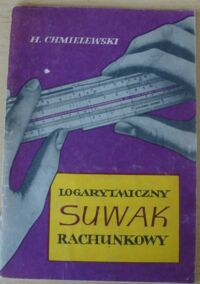 H. CHMIELEWSKI
LOGARYTMICZNY
SUWAK
RACHUNKOWY